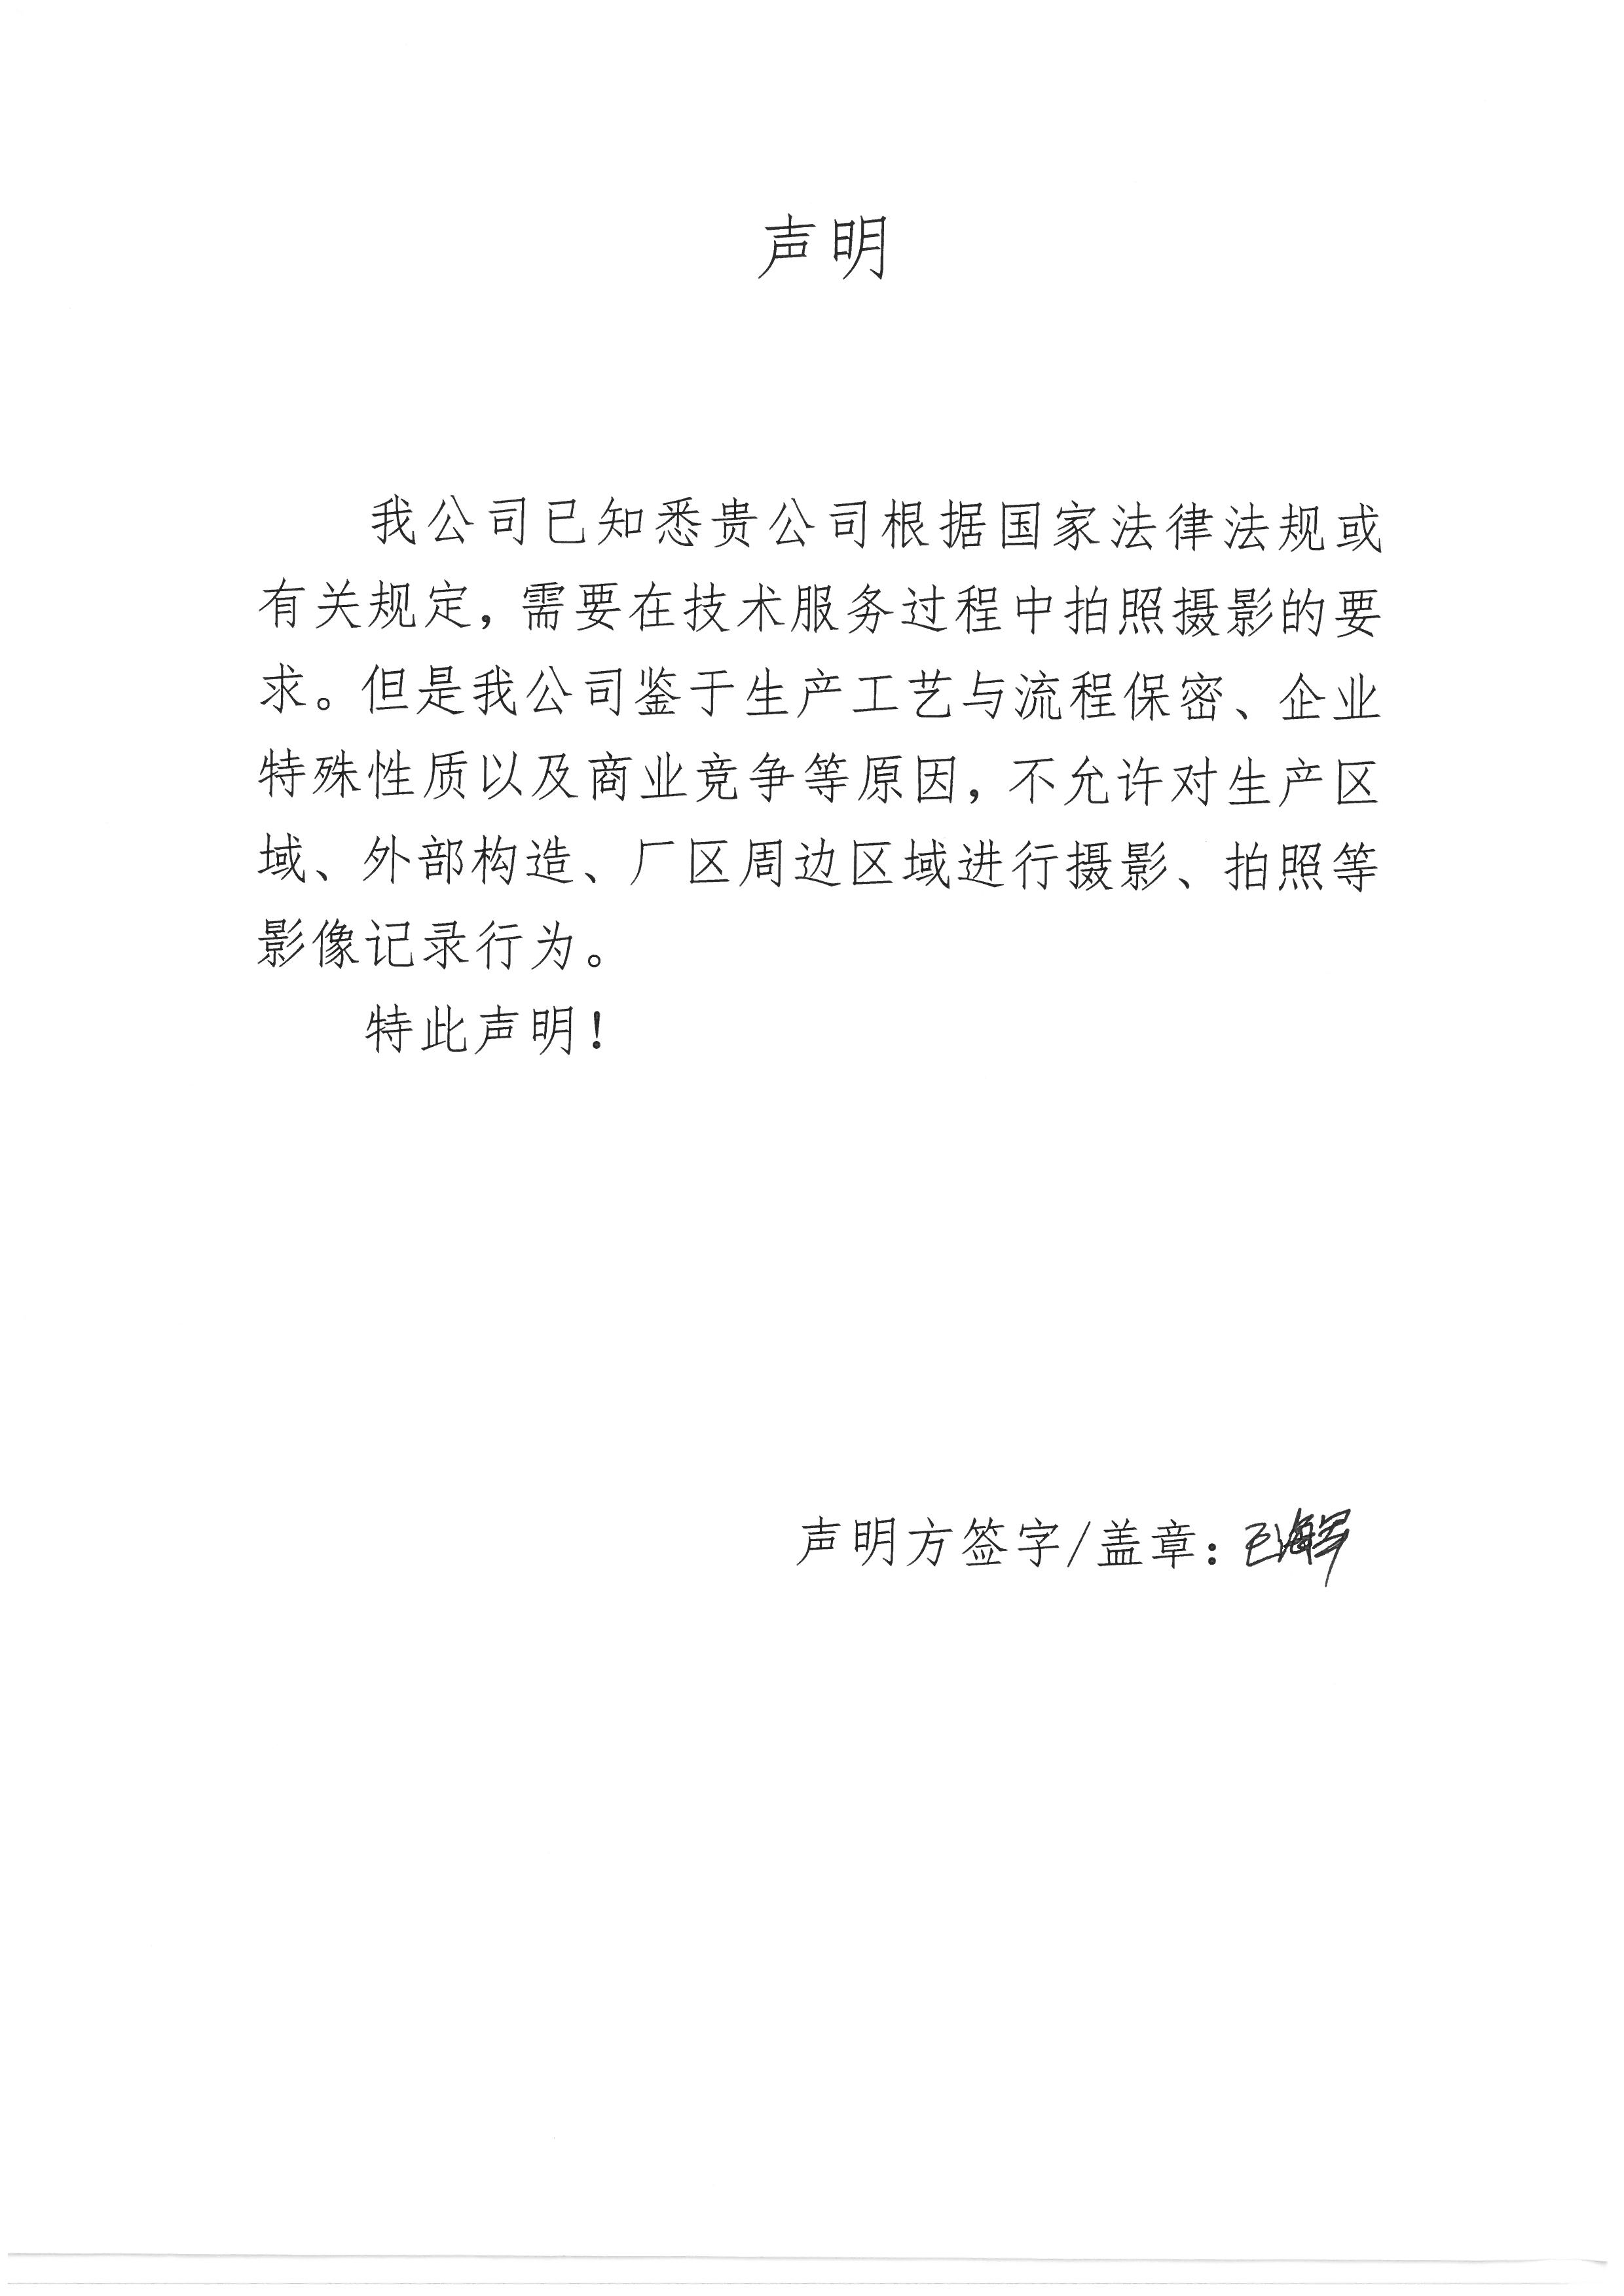 声明
我公司已知悉贵公司根据国家法律法规或
有关规定，需要在技术服务过程中拍照摄影的要
求。但是我公司鉴于生产工艺与流程保密、企业
特殊性质以及商业竞争等原因，不允许对生产区
域、外部构造、厂区周边区域进行摄影、拍照等
影像记录行为。
特此声明！
声明方签字/盖章：